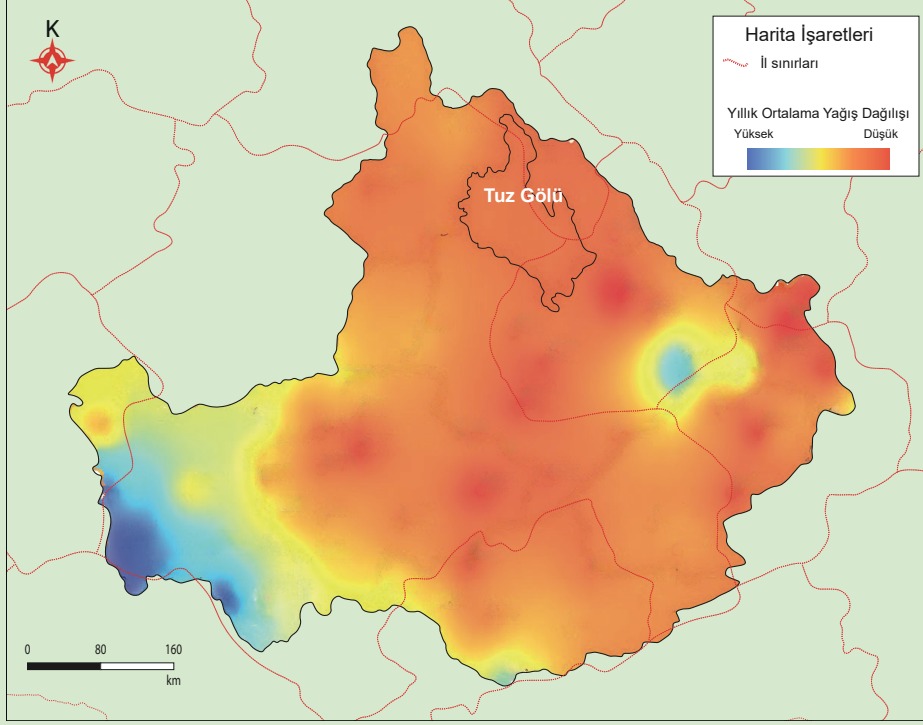 K
Harita İşaretleri
İl sınırları
Yıllık Ortalama Yağış Dağılışı
Yüksek Düşük
Tuz Gölü
0 80 160
km